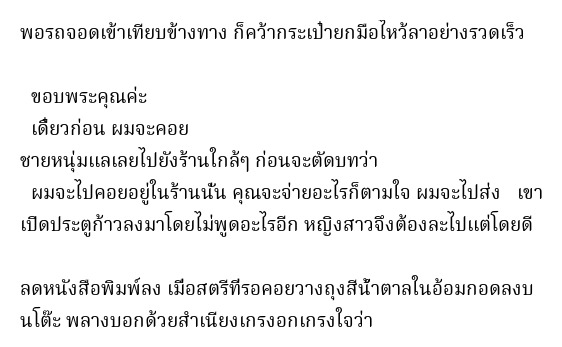 พอรถจอดเข้าเทียบข้างทาง ก็คว้ากระเป๋ายกมือไหว้ลาอย่างรวดเร็ว
ขอบพระคุณค่ะ
เดี๋ยวก่อน ผมจะคอย
ชายหนุ่มแลเลยไปยังร้านใกล้ๆ ก่อนจะตัดบทว่า
ผมจะไปคอยอยู่ในร้านนั้น คุณจะจ่ายอะไรก็ตามใจ ผมจะไปส่ง เขา
เปิดประตูก้าวลงมาโดยไม่พูดอะไรอีก หญิงสาวจึงต้องละไปแต่โดยดี
ลดหนังสือพิมพ์ลง เมื่อสตรีที่รอคอยวางถุงสีน้ำตาลในอ้อมกอดลงบ
นโต๊ะ พลางบอกด้วยสำเนียงเกรงอกเกรงใจว่า